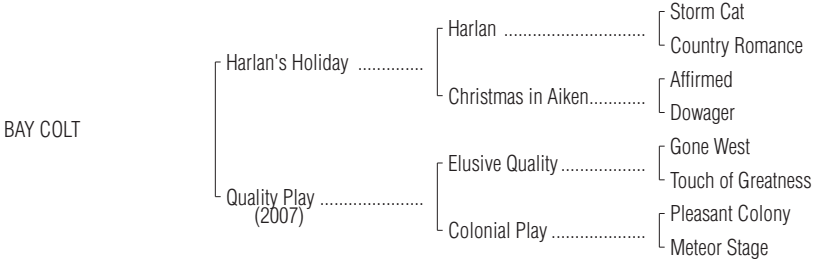 Storm Cat
Harlan ..............................
Country Romance
Harlan's Holiday ..............
Affirmed
Christmas in Aiken............
Dowager
BAY COLT
Gone West
Elusive Quality ..................
Touch of Greatness
Quality Play ......................
(2007)
Pleasant Colony
Colonial Play ....................
Meteor Stage